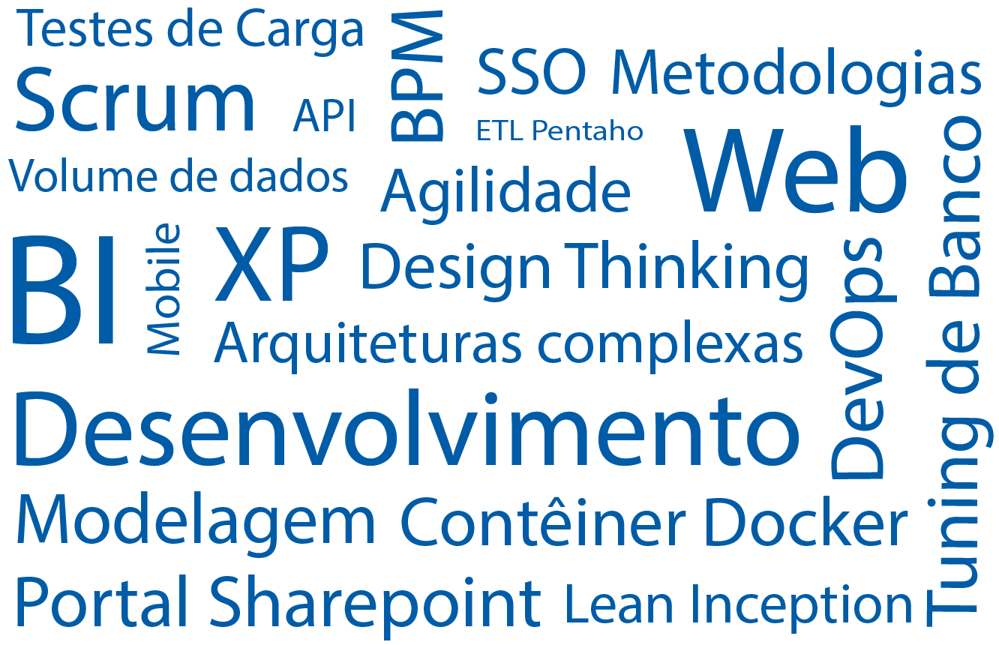 Testes de Carga
BPM
SSO
Metodologias
Scrum
API
ETL Pentaho
Web
Tuning de Banco
Volume de dados
Agilidade
BI
Mobile
XP
Design Thinking
DevOps
Arquiteturas complexas
Desenvolvimento
Modelagem
Contêiner Docker
Portal Sharepoint
Lean Inception